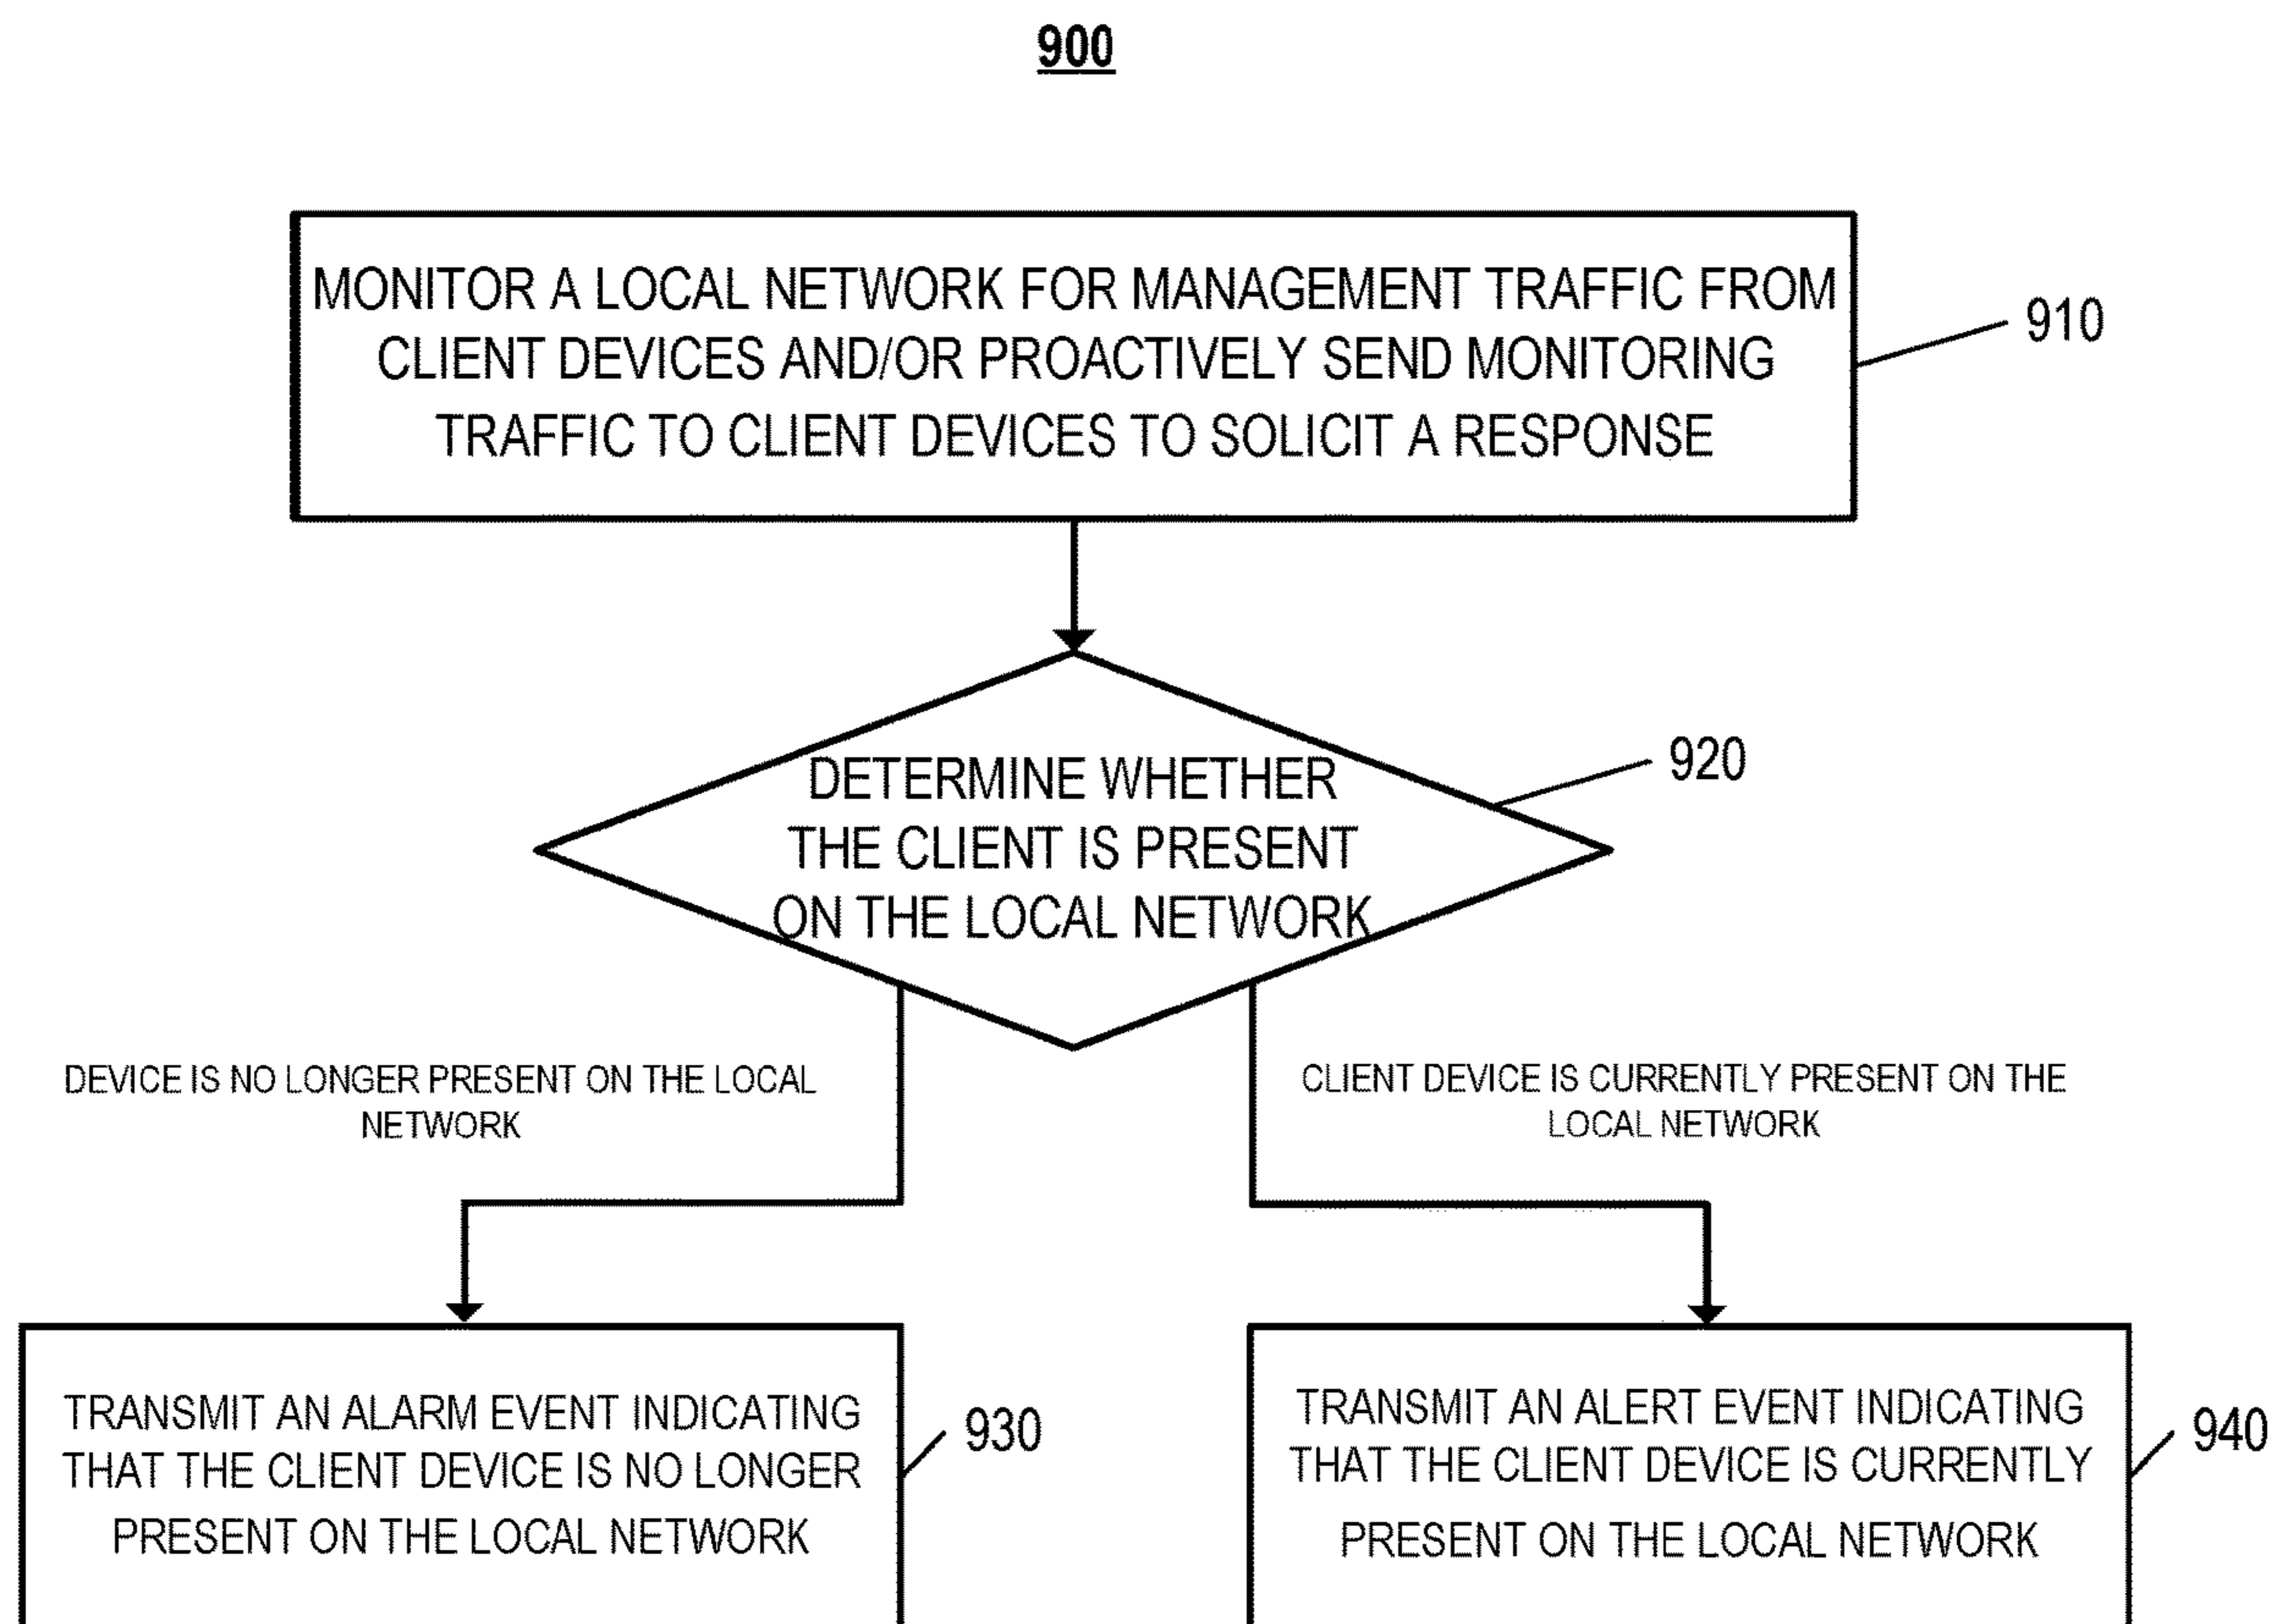 900
MONITOR A LOCAL NETWORK FOR MANAGEMENT TRAFFIC FROM
CLIENT DEVICES AND/OR PROACTIVELY SEND MONITORING
TRAFFIC TO CLIENT DEVICES TO SOLICIT A RESPONSE
910
DETERMINE WHETHER
THE CLIENT IS PRESENT
ON THE LOCAL NETWORK
920
DEVICE IS NO LONGER PRESENT ON THE LOCAL
NETWORK
CLIENT DEVICE IS CURRENTLY PRESENT ON THE
LOCAL NETWORK
TRANSMIT AN ALARM EVENT INDICATING
THAT THE CLIENT DEVICE IS NO LONGER
PRESENT ON THE LOCAL NETWORK
930
TRANSMIT AN ALERT EVENT INDICATING
THAT THE CLIENT DEVICE IS CURRENTLY
PRESENT ON THE LOCAL NETWORK
940